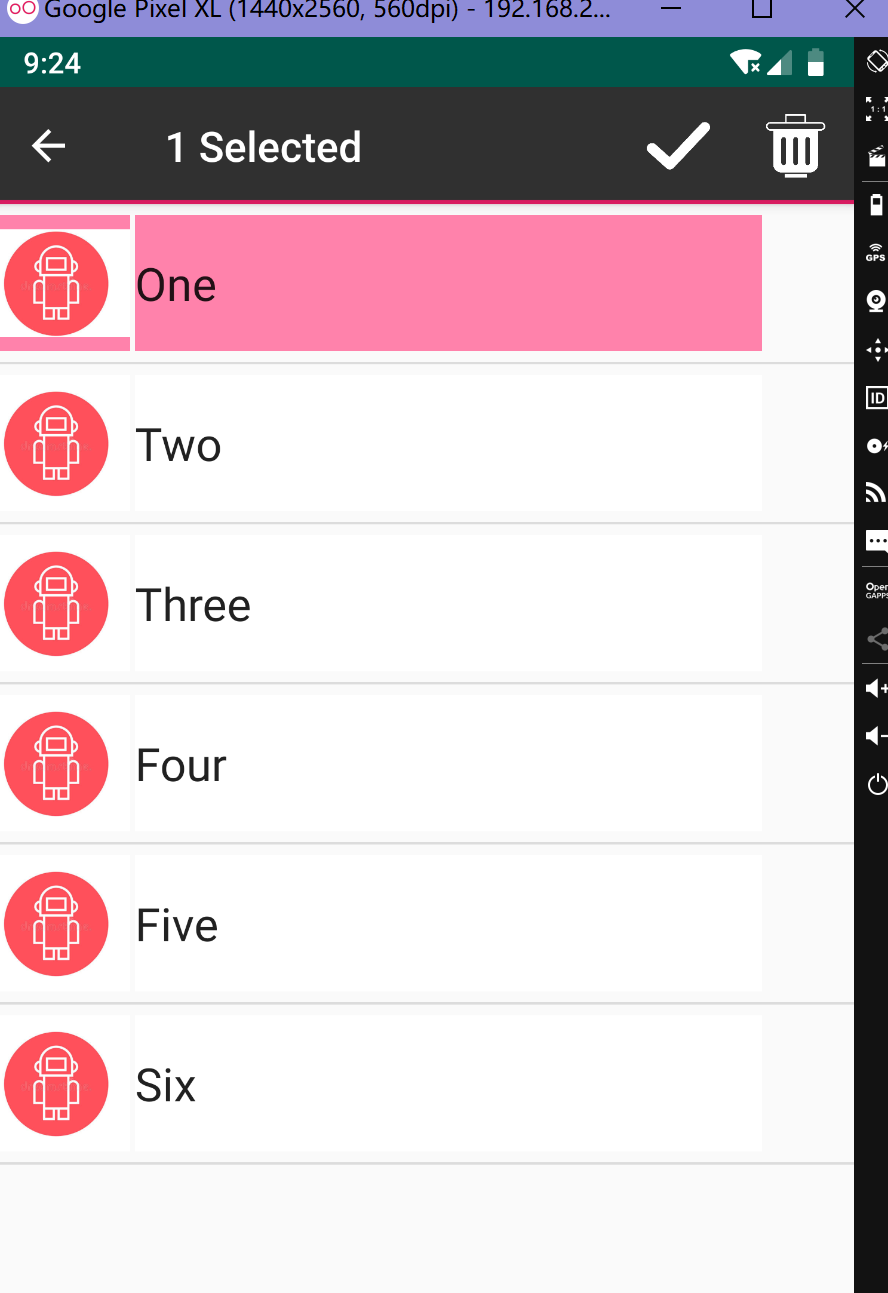 Google Pixel XL (1440x2560, 560dpi) - 192.168.2...
9:24
1 Selected
1:1
One
GPS
Two
ID
Three
Open
GAPPS
Four
Five
Six